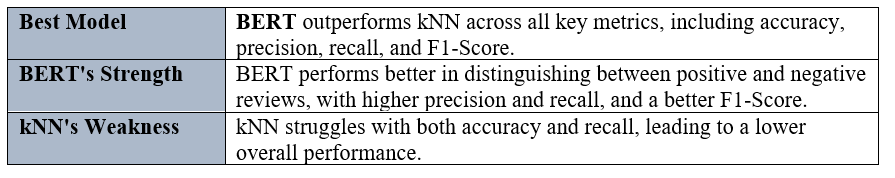 Best Model
BERT outperforms kNN across all key metrics, including accuracy,
precision, recall, and F1-Score.
BERT's Strength
BERT performs better in distinguishing between positive and negative
reviews, with higher precision and recall, and a better F1-Score.
kNN's Weakness
kNN struggles with both accuracy and recall, leading to a lower
overall performance.